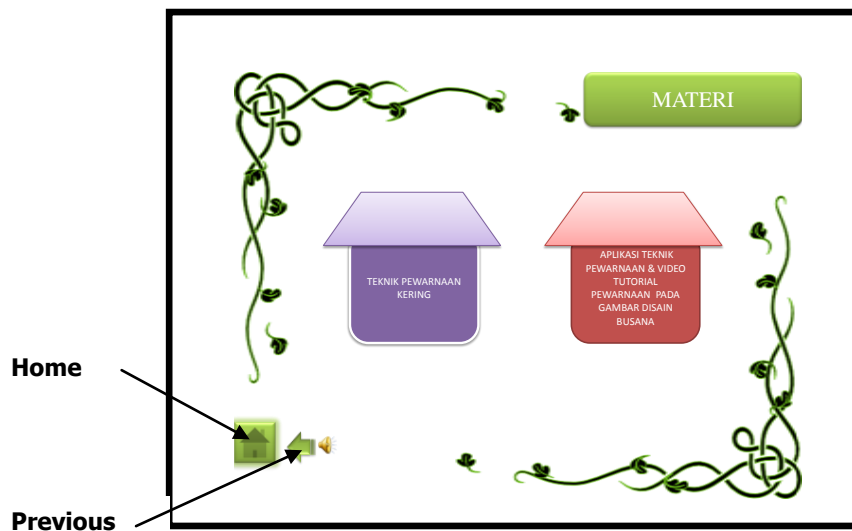 MATERI
TEKNIK PEWARNAAN
KERING
APLIKASI TEKNIK
PEWARNAAN & VIDEO
TUTORIAL
PEWARNAAN PADA
GAMBAR DISAIN
BUSANA
Home
Previous